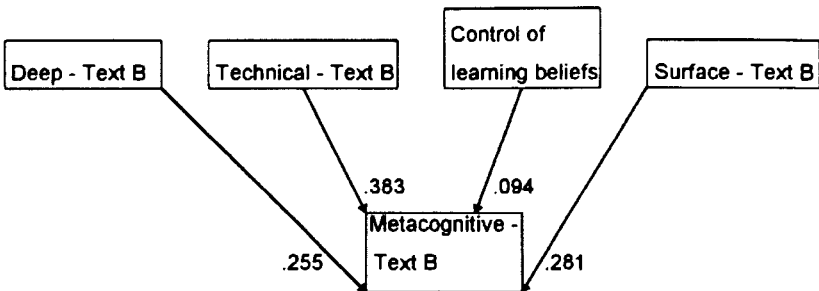 Control of
learning beliefs
Deep - Text B
Technical - Text B
Surface - Text B
.383
.094
Metacognitive -
Text B
.255
.281